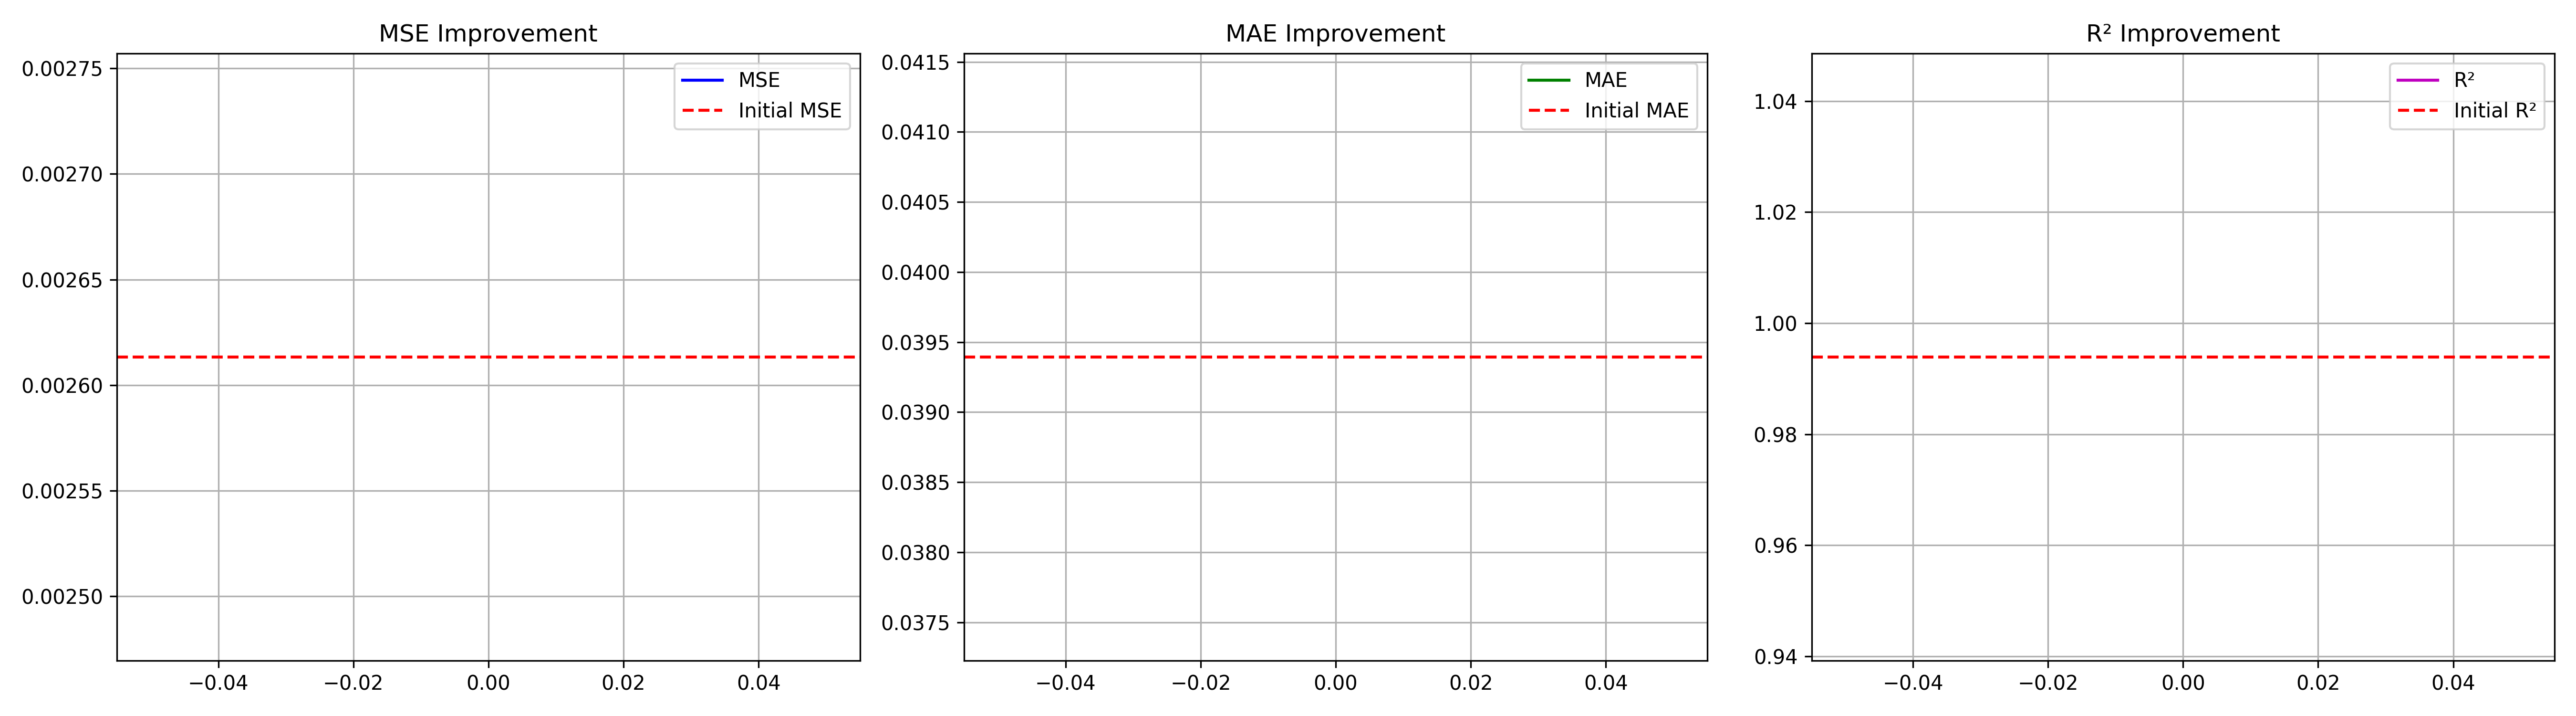 MSE Improvement
0.00275
0.00270
0.00265
0.00260
0.00255
0.00250
MSE
Initial MSE
−0.04 −0.02 0.00 0.02 0.04
MAE Improvement
0.0415
0.0410
0.0405
0.0400
0.0395
0.0390
0.0385
0.0380
0.0375
MAE
Initial MAE
−0.04 −0.02 0.00 0.02 0.04
R² Improvement
1.04
1.02
1.00
0.98
0.96
0.94
R²
Initial R²
−0.04 −0.02 0.00 0.02 0.04